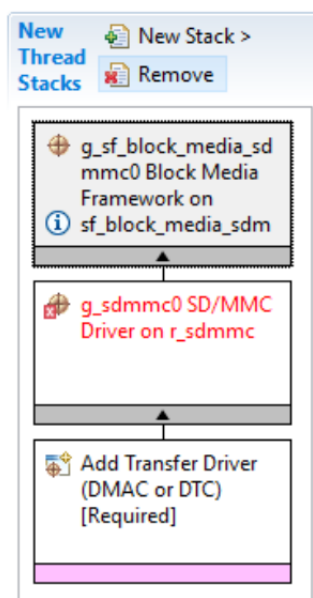 New
Thread
Stacks
New Stack >
Remove
g_sf_block_media_sd
mmc0 Block Media
Framework on
sf_block_media_sdm
g_sdmmc0 SD/MMC
Driver on r_sdmmc
Add Transfer Driver
(DMAC or DTC)
[Required]